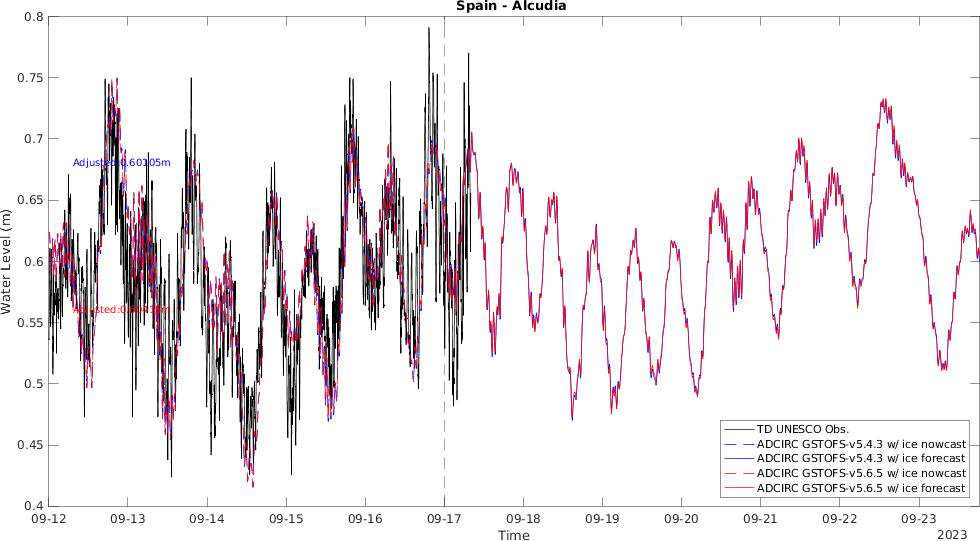 Spain - Alcudia
0.8
0.75
0.7
0.65
0.6
0.55
0.5
0.45
0.4
Water Level (m)
Adjusted:0.60105m
TD UNESCO Obs.
ADCIRC GSTOFS-v5.4.3 w/ ice nowcast
ADCIRC GSTOFS-v5.4.3 w/ ice forecast
ADCIRC GSTOFS-v5.6.5 w/ ice nowcast
ADCIRC GSTOFS-v5.6.5 w/ ice forecast
09-12 09-13 09-14 09-15 09-16 09-17 09-18 09-19 09-20 09-21 09-22 09-23
Time
2023